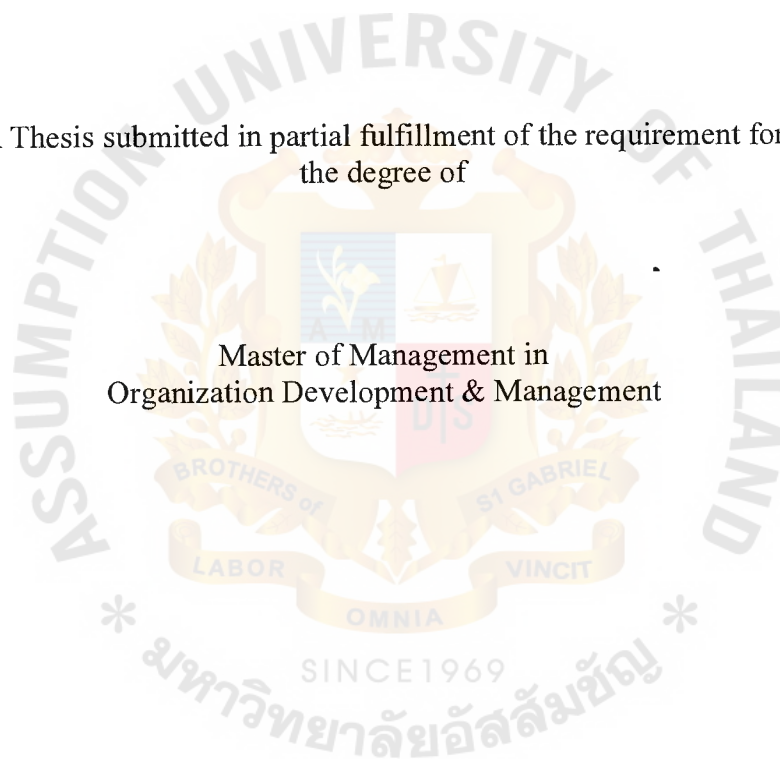 ASSUMPTION UNIVERSITY OF THAILAND
Thesis submitted in partial fulfillment of the requirement for
the degree of
A M
Master of Management in
Organization Development & Management
D S
BROTHERS of ST GABRIEL
LABOR VINCIT
OMNIA
SINCE1969
มหาวิทยาลัยอัสสัมชัญ